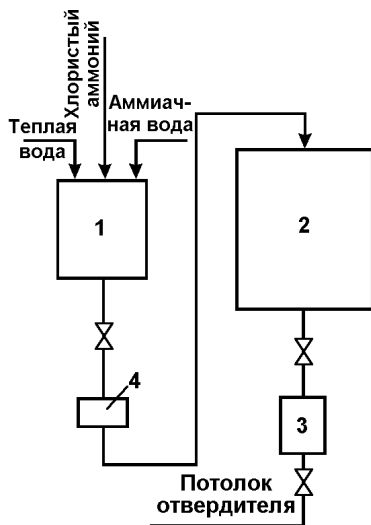 Хлористый
аммоний
Аммиач-
ная вода
Теплая
вода
1
2
4
3
Потолок
отвердителя